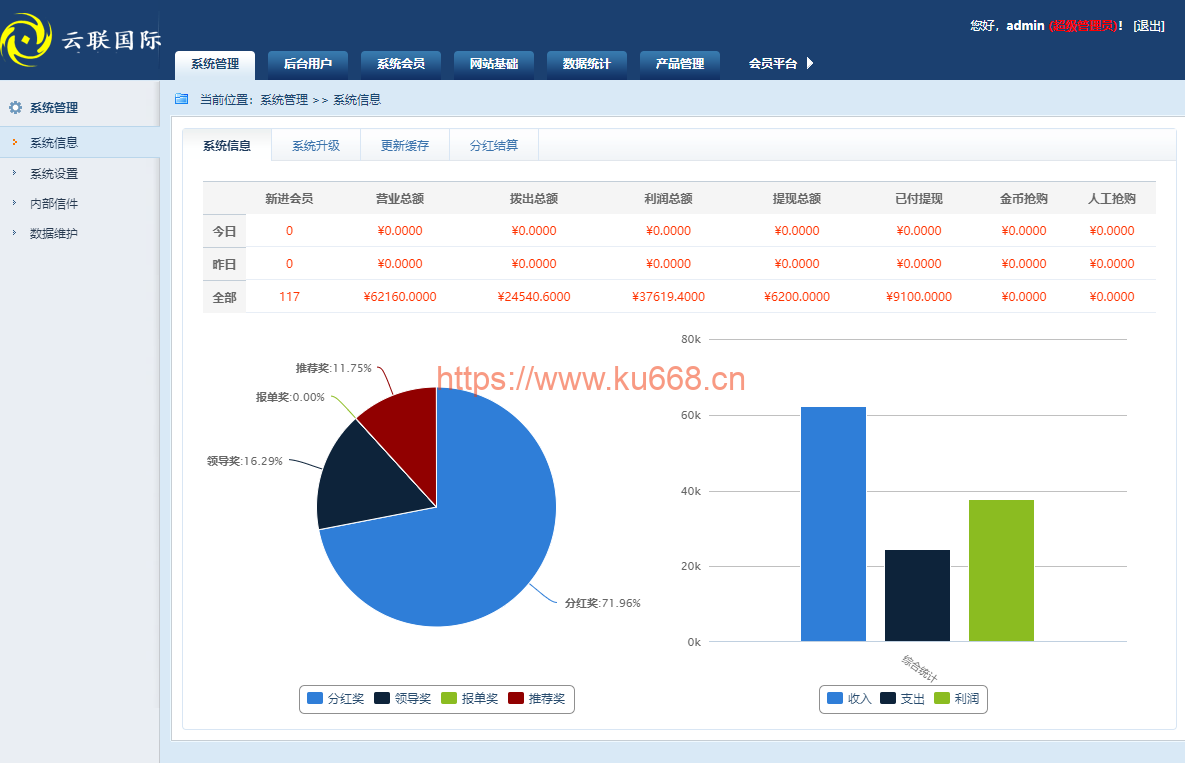 云联国际
您好，admin (超级管理员)! [退出]
系统管理 后台用户 系统会员 网站基础 数据统计 产品管理 会员平台
系统管理
当前位置：系统管理 >> 系统信息
系统信息
系统设置
内部信件
数据维护
系统信息 系统升级 更新缓存 分红结算
新进会员 营业总额 拨出总额 利润总额 提现总额 已付提现 金币抢购 人工抢购
今日 0 ¥0.0000 ¥0.0000 ¥0.0000 ¥0.0000 ¥0.0000 ¥0.0000 ¥0.0000
昨日 0 ¥0.0000 ¥0.0000 ¥0.0000 ¥0.0000 ¥0.0000 ¥0.0000 ¥0.0000
全部 117 ¥62160.0000 ¥24540.6000 ¥37619.4000 ¥6200.0000 ¥9100.0000 ¥0.0000 ¥0.0000
推荐奖:11.75%
报单奖:0.00%
领导奖:16.29%
分红奖:71.96%
https://www.ku668.cn
分红奖 领导奖 报单奖 推荐奖
80k
60k
40k
20k
0k
综合统计
收入 支出 利润